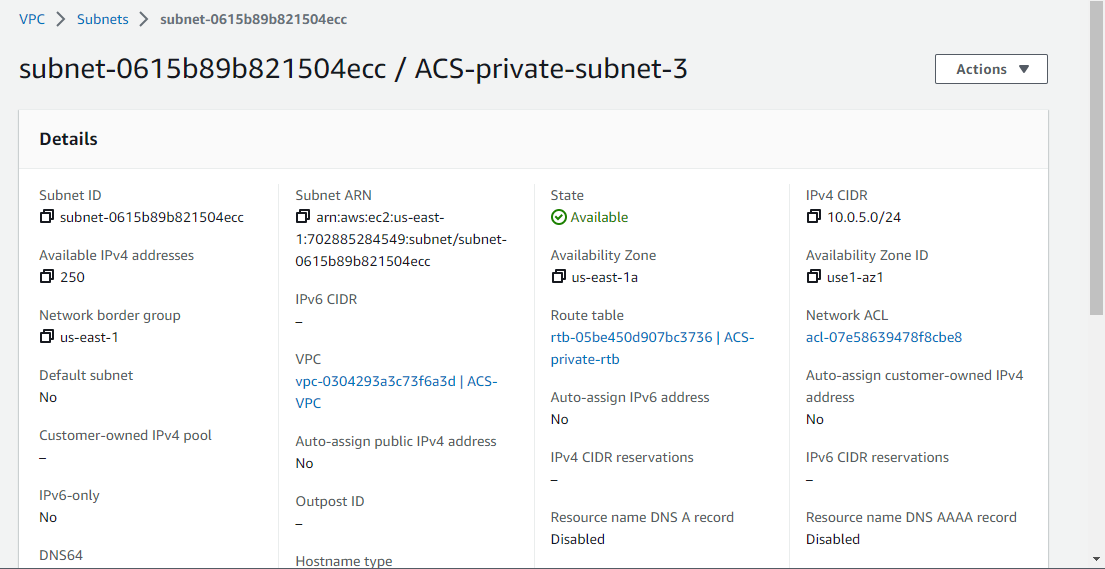 VPC > Subnets > subnet-0615b89b821504ecc
subnet-0615b89b821504ecc / ACS-private-subnet-3
Actions ▼
Details
Subnet ID
subnet-0615b89b821504ecc
Available IPv4 addresses
250
Network border group
us-east-1
Default subnet
No
Customer-owned IPv4 pool
–
IPv6-only
No
DNS64
Subnet ARN
arn:aws:ec2:us-east-
1:702885284549:subnet/subnet-
0615b89b821504ecc
IPv6 CIDR
–
VPC
vpc-0304293a3c73f6a3d | ACS-
VPC
Auto-assign public IPv4 address
No
Outpost ID
–
Hostname type
State
Available
Availability Zone
us-east-1a
Route table
rtb-05be450d907bc3736 | ACS-
private-rtb
Auto-assign IPv6 address
No
IPv4 CIDR reservations
–
Resource name DNS A record
Disabled
IPv4 CIDR
10.0.5.0/24
Availability Zone ID
use1-az1
Network ACL
acl-07e58639478f8cbe8
Auto-assign customer-owned IPv4
address
No
IPv6 CIDR reservations
–
Resource name DNS AAAA record
Disabled